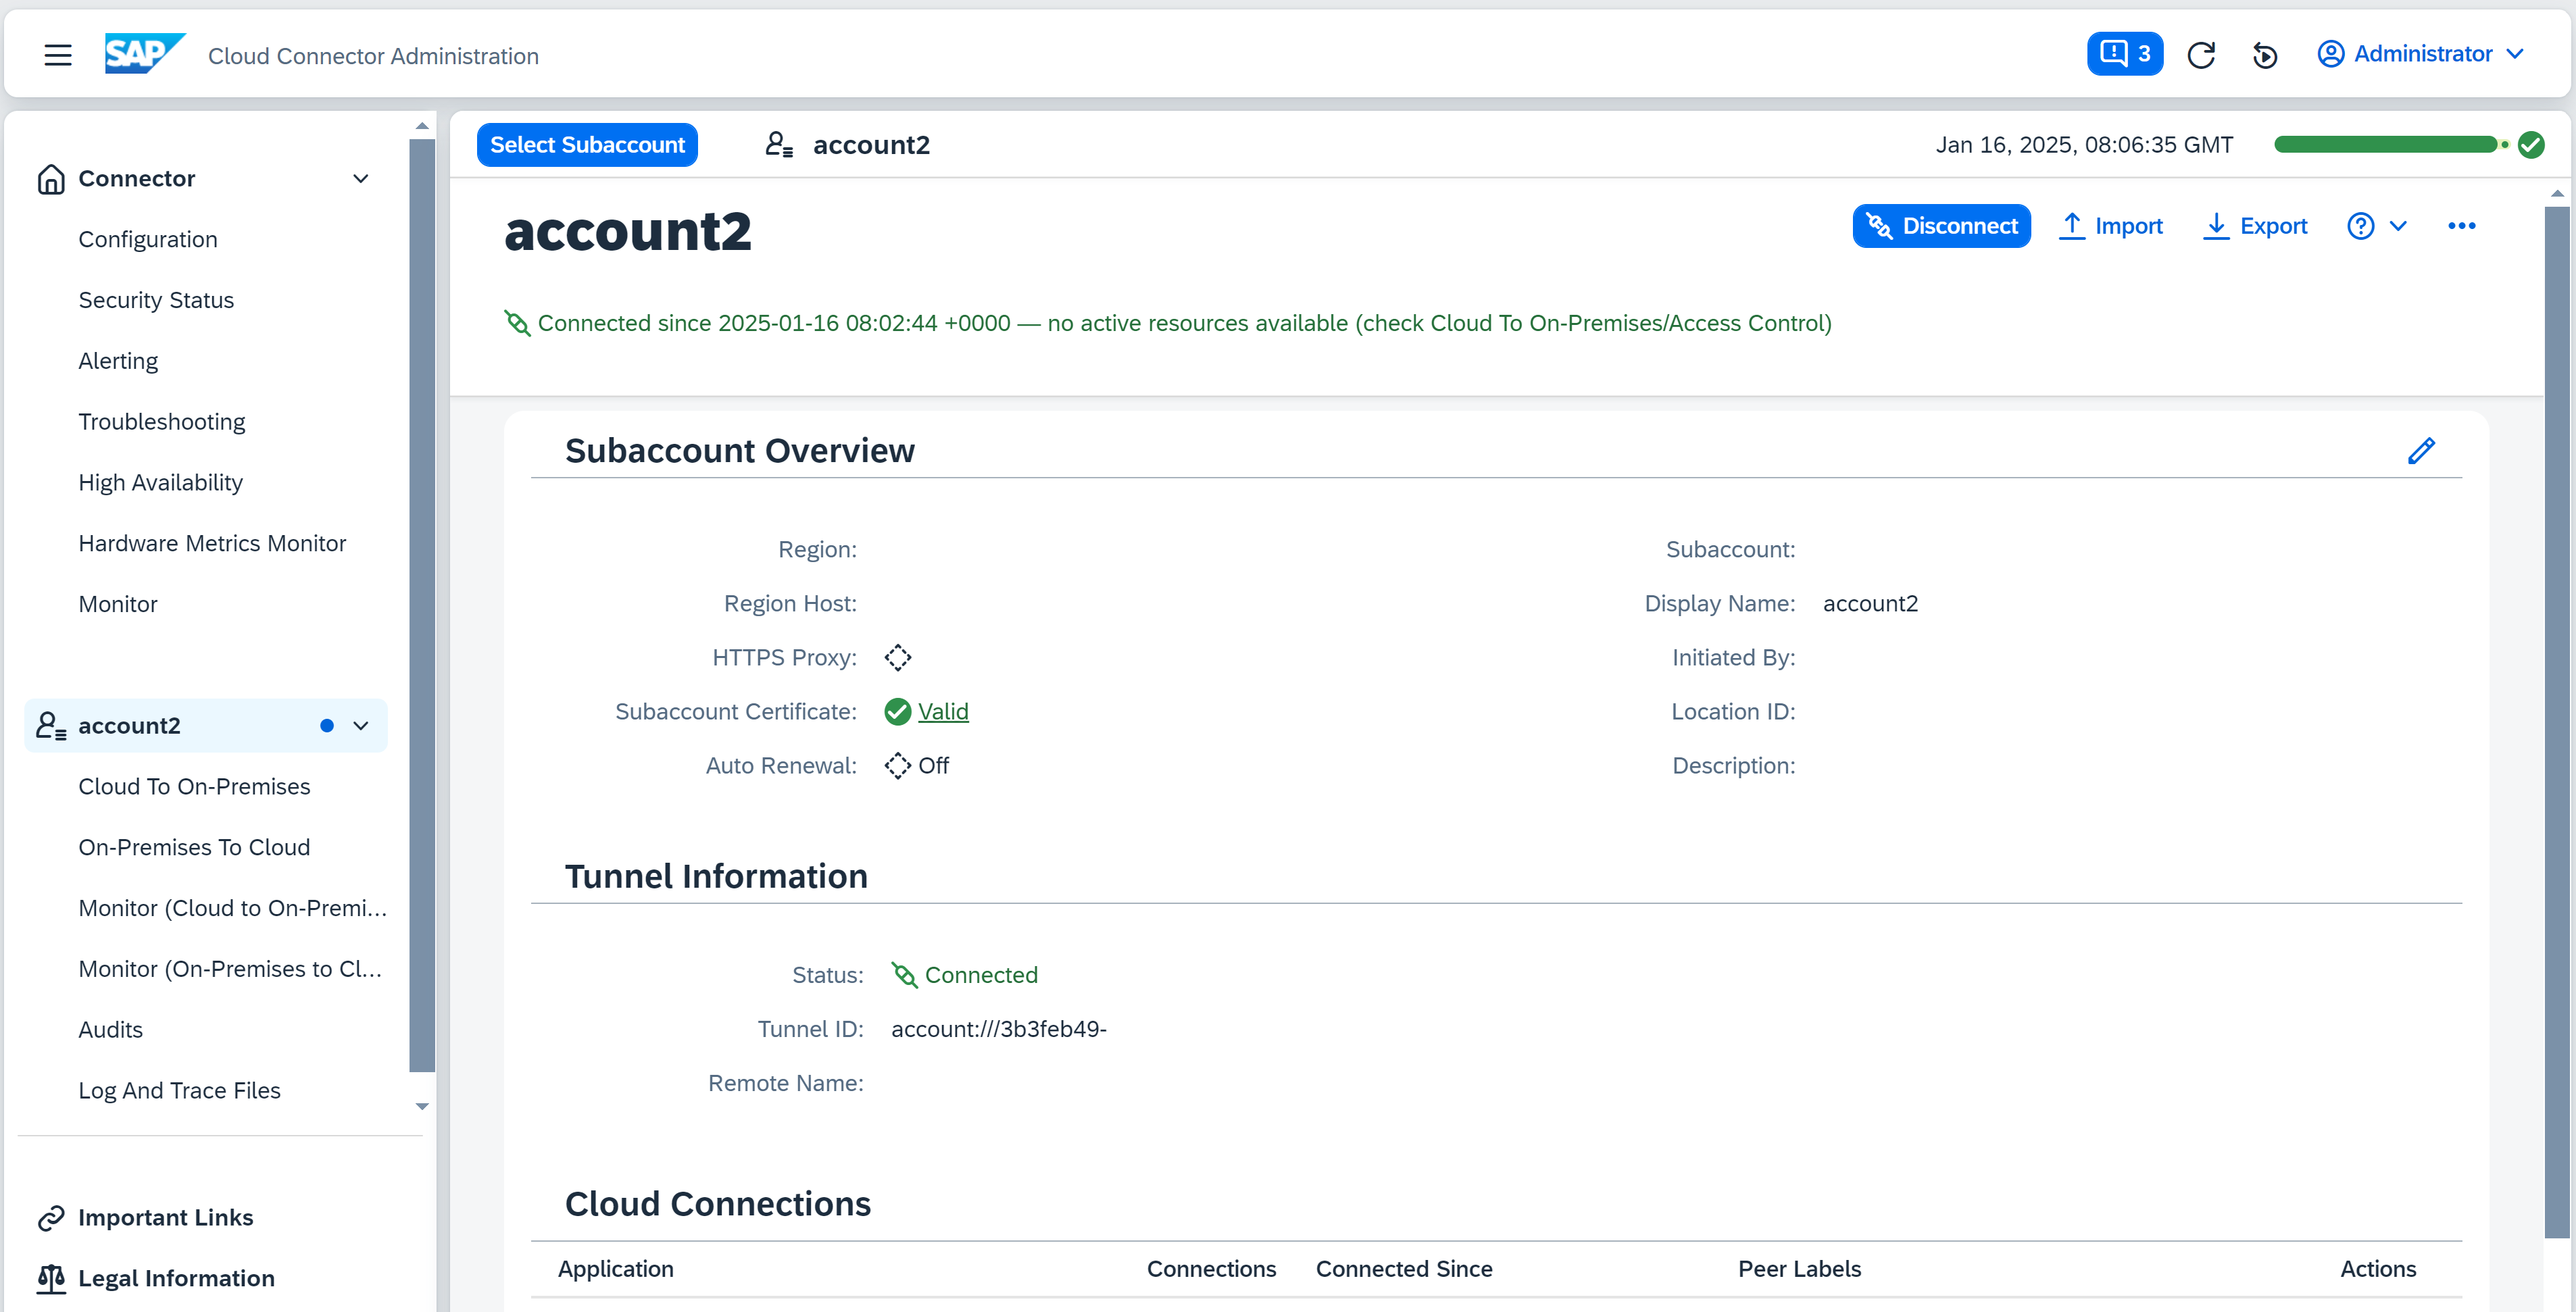 SAP Cloud Connector Administration 3 Administrator
Connector
Configuration
Security Status
Alerting
Troubleshooting
High Availability
Hardware Metrics Monitor
Monitor
account2
Cloud To On-Premises
On-Premises To Cloud
Monitor (Cloud to On-Premi...
Monitor (On-Premises to Cl...
Audits
Log And Trace Files
Important Links
Legal Information
Select Subaccount account2 Jan 16, 2025, 08:06:35 GMT
account2 Disconnect Import Export
Connected since 2025-01-16 08:02:44 +0000 — no active resources available (check Cloud To On-Premises/Access Control)
Subaccount Overview
Region: Subaccount:
Region Host: Display Name: account2
HTTPS Proxy: Initiated By:
Subaccount Certificate: Valid Location ID:
Auto Renewal: Off Description:
Tunnel Information
Status: Connected
Tunnel ID: account:///3b3feb49-
Remote Name:
Cloud Connections
Application Connections Connected Since Peer Labels Actions